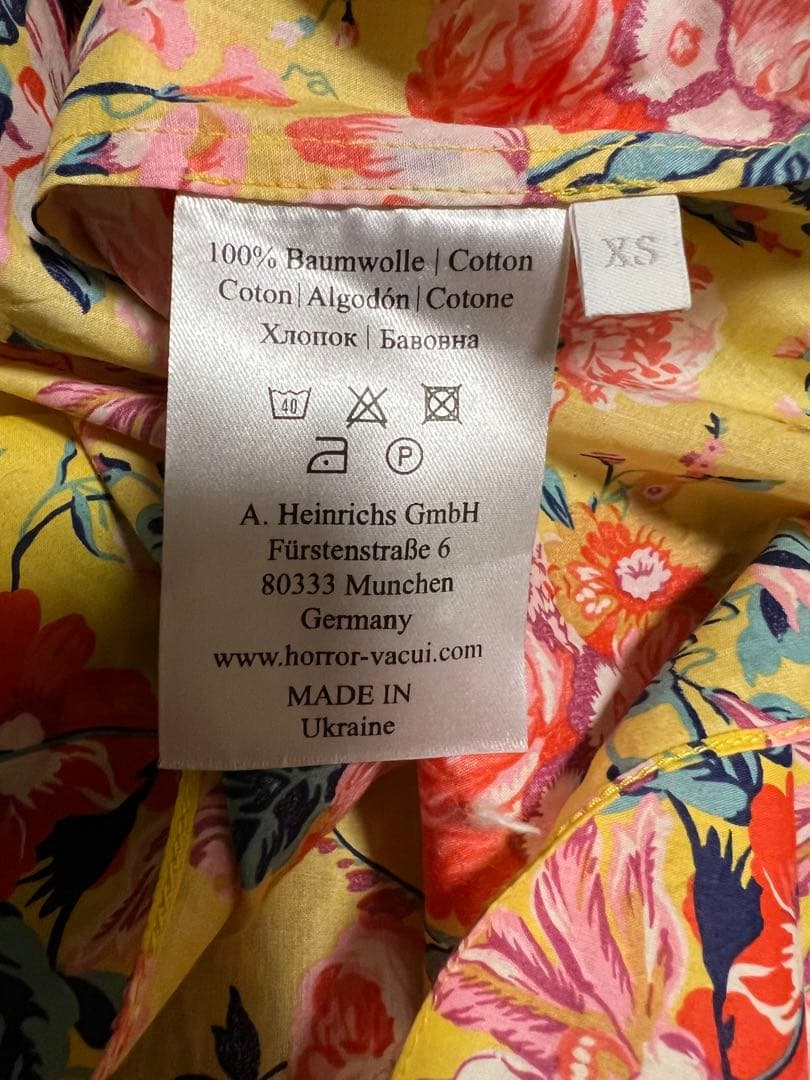 100% Baumwolle | Cotton
Coton | Algodón | Cotone
Хлопок | Бавовна
XS
40
P
A. Heinrichs GmbH
Fürstenstraße 6
80333 Munchen
Germany
www.horror-vacui.com
MADE IN
Ukraine